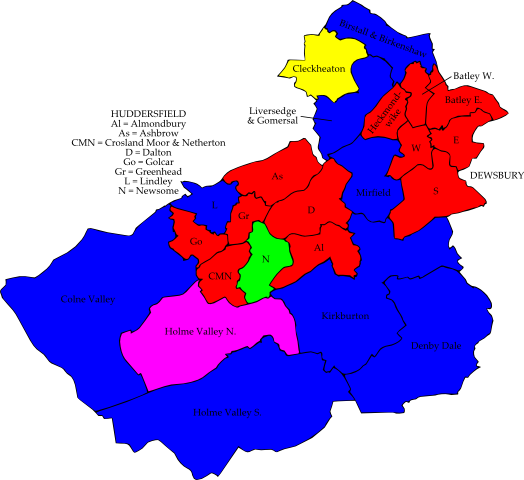 Birstall & Birkenshaw
Cleckheaton
Batley W.
Liversedge
& Gomersal
Heckmond-
wike
Batley E.
HUDDERSFIELD
Al = Almondbury
As = Ashbrow
CMN = Crosland Moor & Netherton
D = Dalton
Go = Golcar
Gr = Greenhead
L = Lindley
N = Newsome
W
E
DEWSBURY
As
Mirfield
S
L
Gr
D
Go
Al
N
CMN
Colne Valley
Kirkburton
Holme Valley N.
Denby Dale
Holme Valley S.